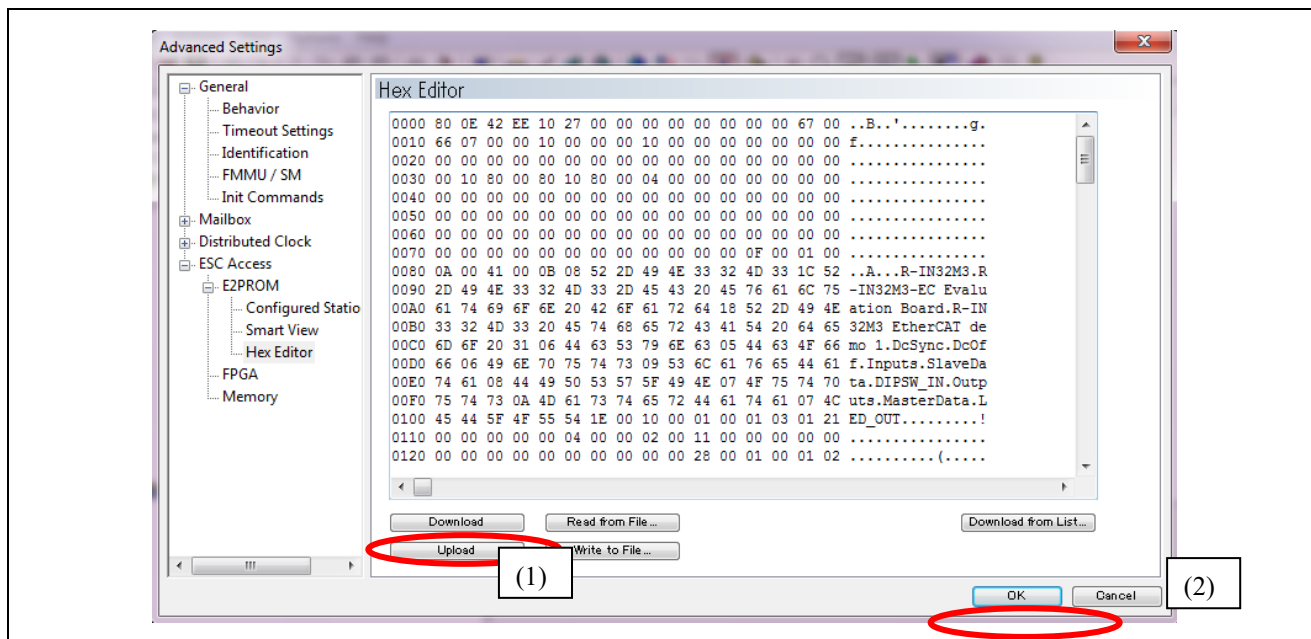 Advanced Settings
General
Behavior
Timeout Settings
Identification
FMMU / SM
Init Commands
Mailbox
Distributed Clock
ESC Access
E2PROM
Configured Statio
Smart View
Hex Editor
FPGA
Memory
Hex Editor
0000 80 0E 42 EE 10 27 00 00 00 00 00 00 00 00 67 00 ..B..'........g.
0010 66 07 00 00 10 00 00 00 10 00 00 00 00 00 00 00 f...............
0020 00 00 00 00 00 00 00 00 00 00 00 00 00 00 00 00 ................
0030 00 10 80 00 80 10 80 00 04 00 00 00 00 00 00 00 ................
0040 00 00 00 00 00 00 00 00 00 00 00 00 00 00 00 00 ................
0050 00 00 00 00 00 00 00 00 00 00 00 00 00 00 00 00 ................
0060 00 00 00 00 00 00 00 00 00 00 00 00 00 00 00 00 ................
0070 00 00 00 00 00 00 00 00 00 00 00 00 0F 00 01 00 ................
0080 0A 00 41 00 0B 08 52 2D 49 4E 33 32 4D 33 1C 52 ..A...R-IN32M3.R
0090 2D 49 4E 33 32 4D 33 2D 45 43 20 45 76 61 6C 75 -IN32M3-EC Evalu
00A0 61 74 69 6F 6E 20 42 6F 61 72 64 18 52 2D 49 4E ation Board.R-IN
00B0 33 32 4D 33 20 45 74 68 65 72 43 41 54 20 64 65 32M3 EtherCAT de
00C0 6D 6F 20 31 06 44 63 53 79 6E 63 05 44 63 4F 66 mo 1.DcSync.DcOf
00D0 66 06 49 6E 70 75 74 73 09 53 6C 61 76 65 44 61 f.Inputs.SlaveDa
00E0 74 61 08 44 49 50 53 57 5F 49 4E 07 4F 75 74 70 ta.DIPSW_IN.Outp
00F0 75 74 73 0A 4D 61 73 74 65 72 44 61 74 61 07 4C uts.MasterData.L
0100 45 44 5F 4F 55 54 1E 00 10 00 01 00 01 03 01 21 ED_OUT.........!
0110 00 00 00 00 00 04 00 00 02 00 11 00 00 00 00 00 ................
0120 00 00 00 00 00 00 00 00 00 00 28 00 01 00 01 02 ..........(.....
Download
Read from File...
Download from List...
Upload
Write to File...
(1)
OK
Cancel
(2)